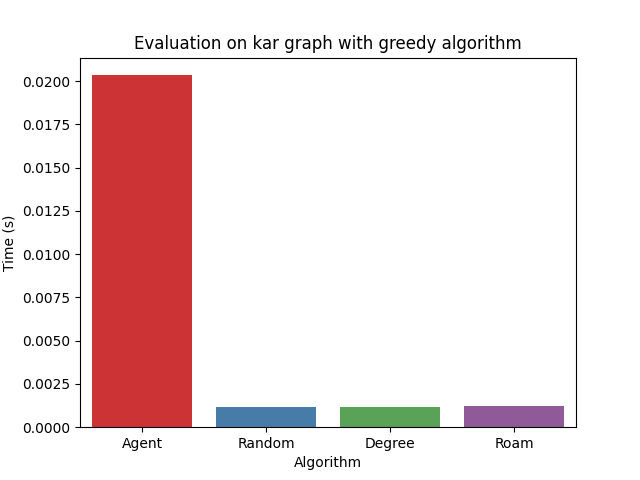 Evaluation on kar graph with greedy algorithm
0.0200
0.0175
0.0150
0.0125
0.0100
0.0075
0.0050
0.0025
0.0000
Time (s)
Agent Random Degree Roam
Algorithm